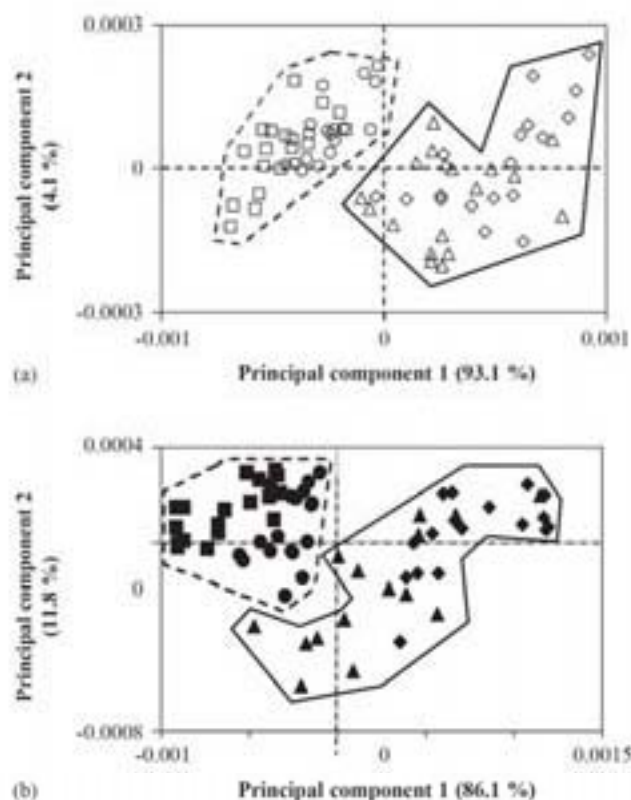 0.0003
Principal component 2
(4.1 %)
0
-0.0003
-0.001
0
0.001
(a)
Principal component 1 (93.1 %)
0.0004
Principal component 2
(11.8 %)
0
-0.0008
-0.001
0
0.0015
(b)
Principal component 1 (86.1 %)